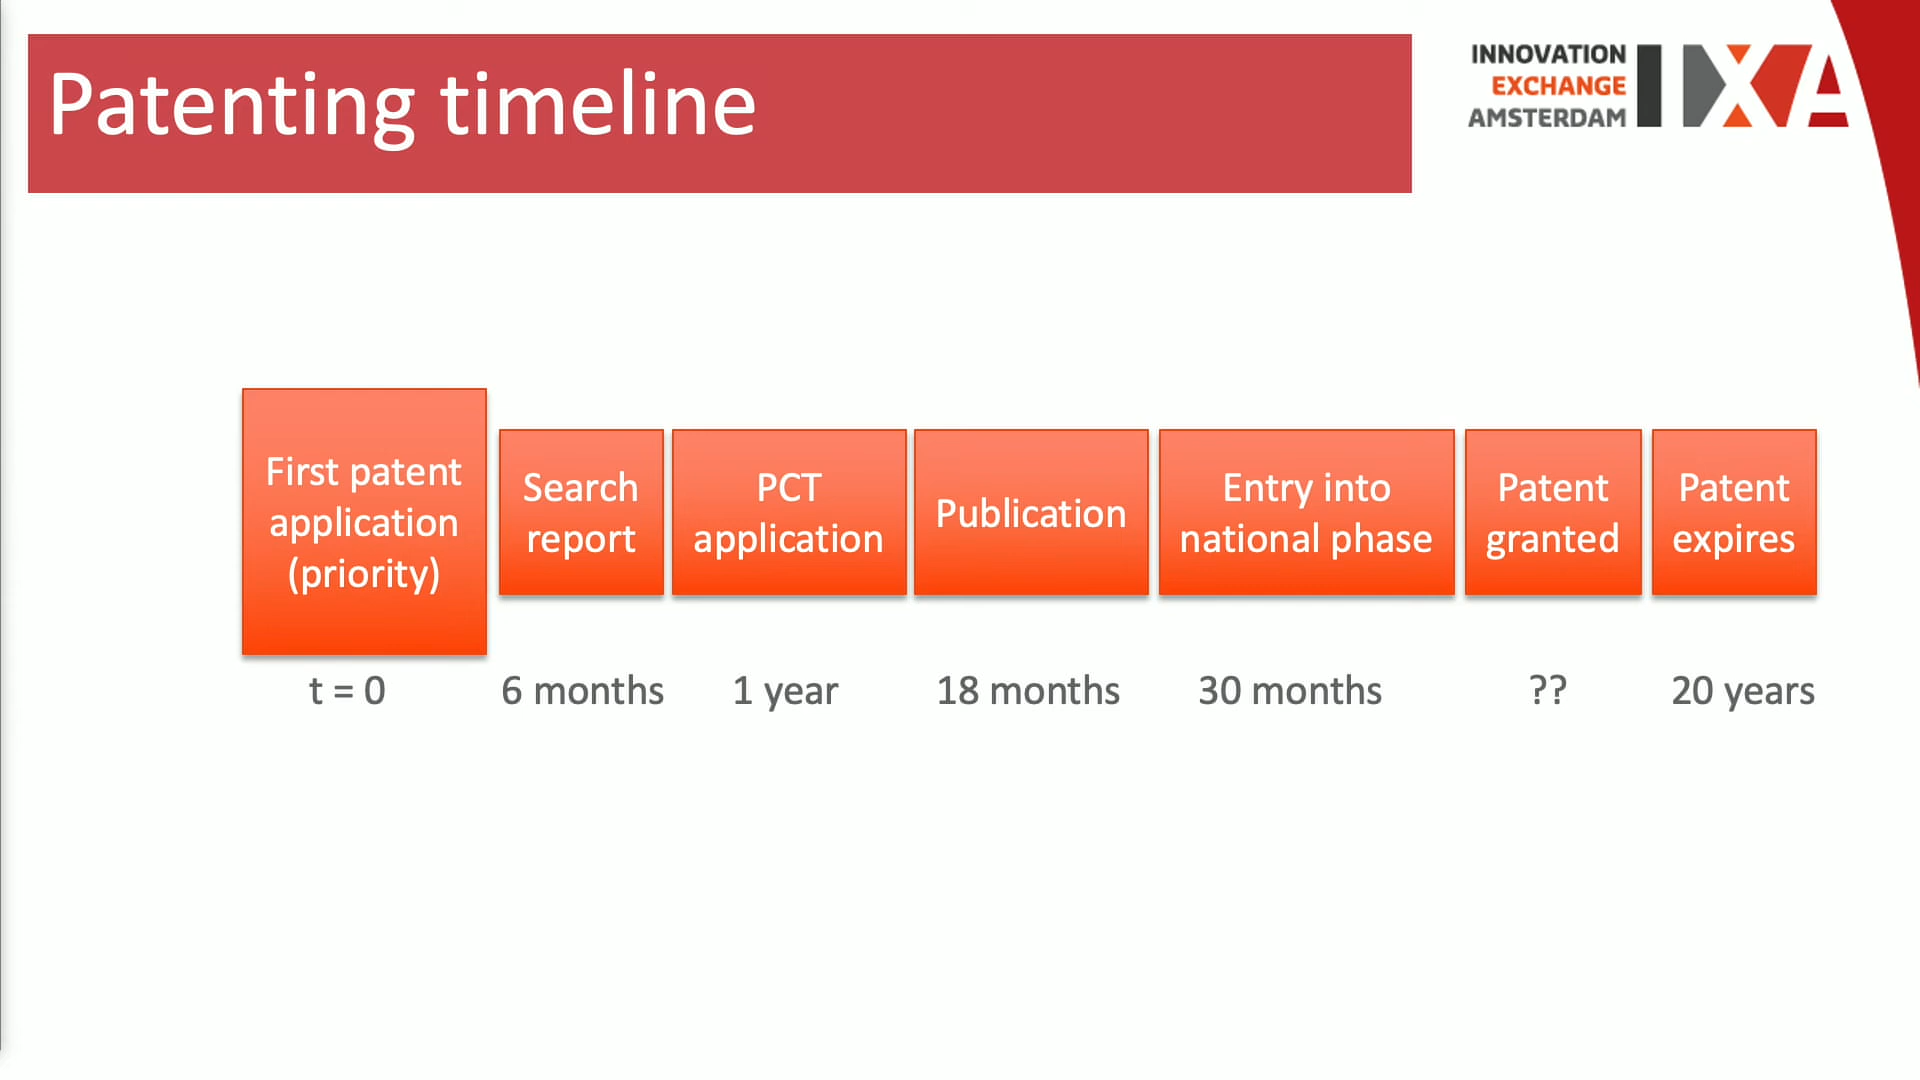 Patenting timeline
INNOVATION
EXCHANGE
AMSTERDAM
IXA
First patent
application
(priority)
Search
report
PCT
application
Publication
Entry into
national phase
Patent
granted
Patent
expires
t = 0
6 months
1 year
18 months
30 months
??
20 years